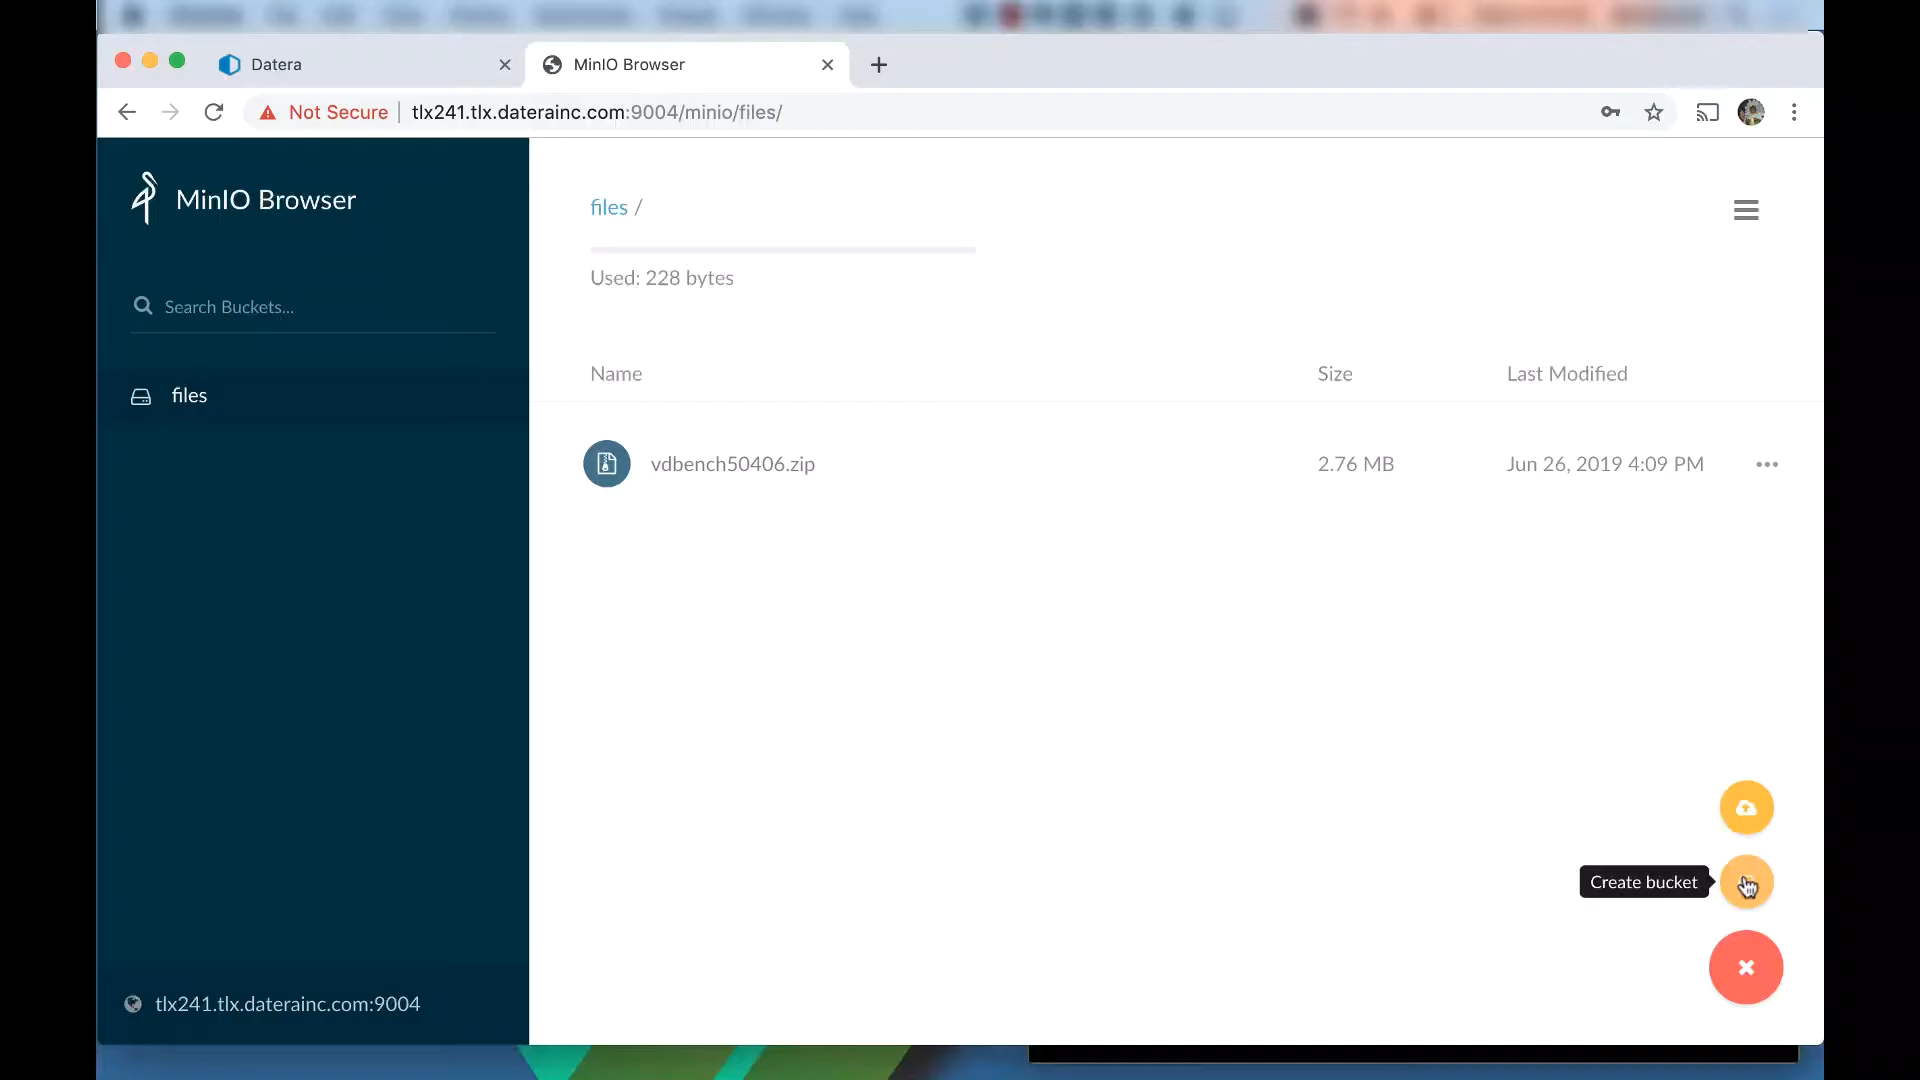 Datera
MinIO Browser
Not Secure
tlx241.tlx.daterainc.com:9004/minio/files/
MinIO Browser
Search Buckets...
files
files /
Used: 228 bytes
Name Size Last Modified
vdbench50406.zip 2.76 MB Jun 26, 2019 4:09 PM
Create bucket
tlx241.tlx.daterainc.com:9004